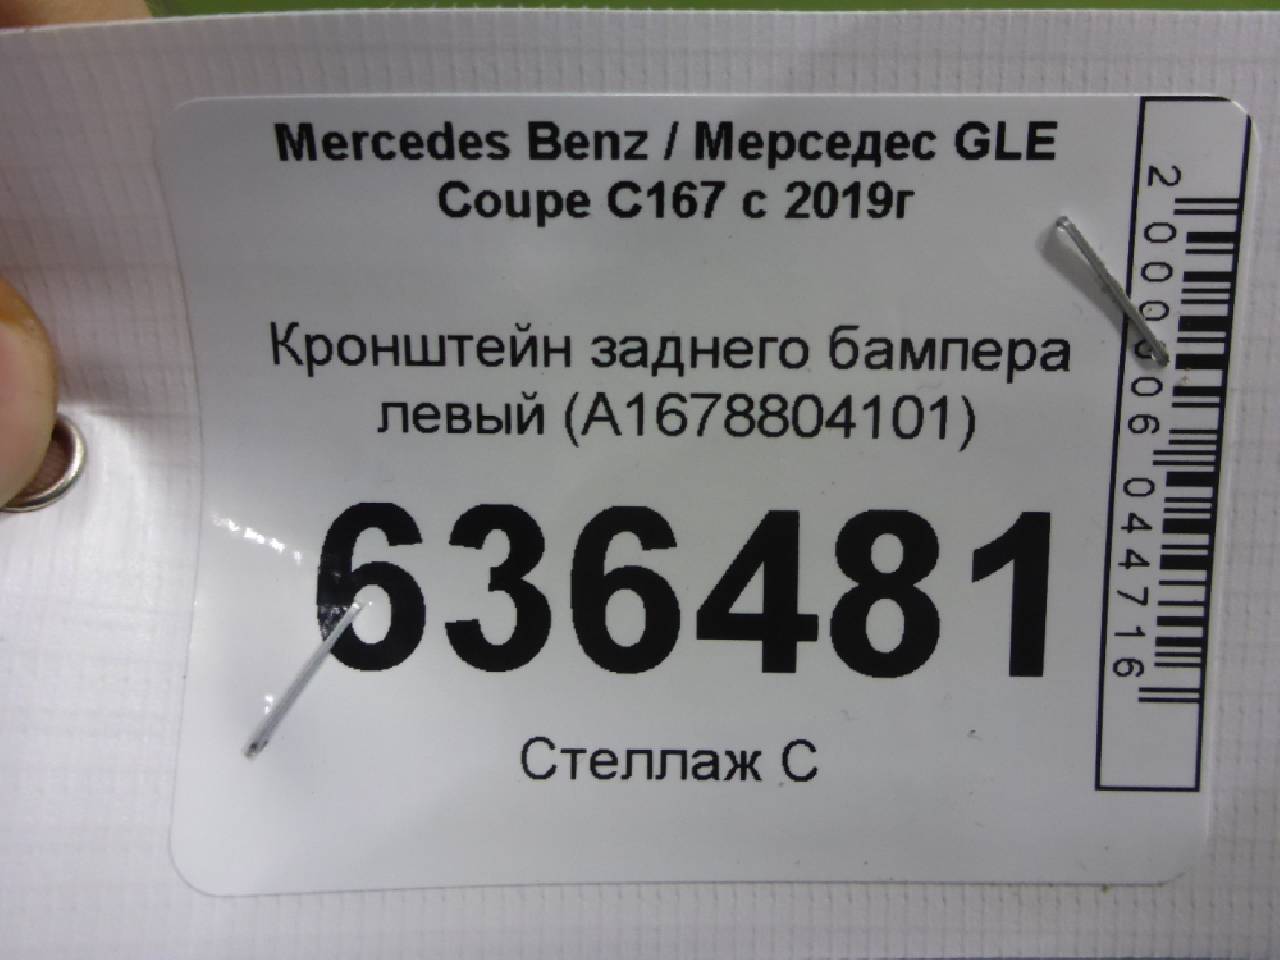 Mercedes Benz / Мерседес GLE
Coupe C167 с 2019г
Кронштейн заднего бампера
левый (A1678804101)
636481
Стеллаж С